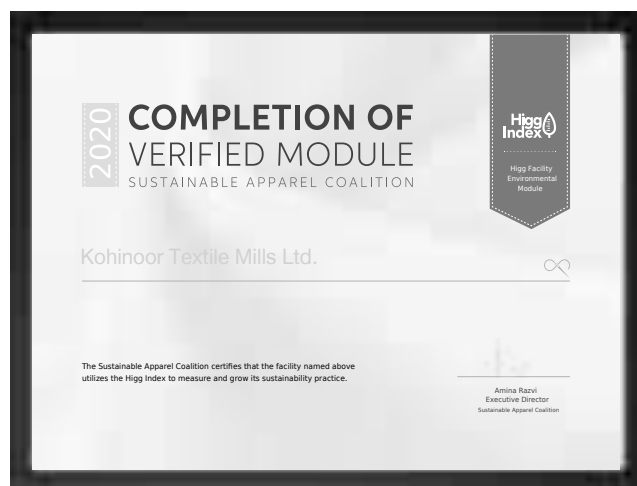 2020
COMPLETION OF
VERIFIED MODULE
SUSTAINABLE APPAREL COALITION
Higg
Index
Higg Facility
Environmental
Module
Kohinoor Textile Mills Ltd.
The Sustainable Apparel Coalition certifies that the facility named above
utilizes the Higg Index to measure and grow its sustainability practice.
Amina Razvi
Executive Director
Sustainable Apparel Coalition